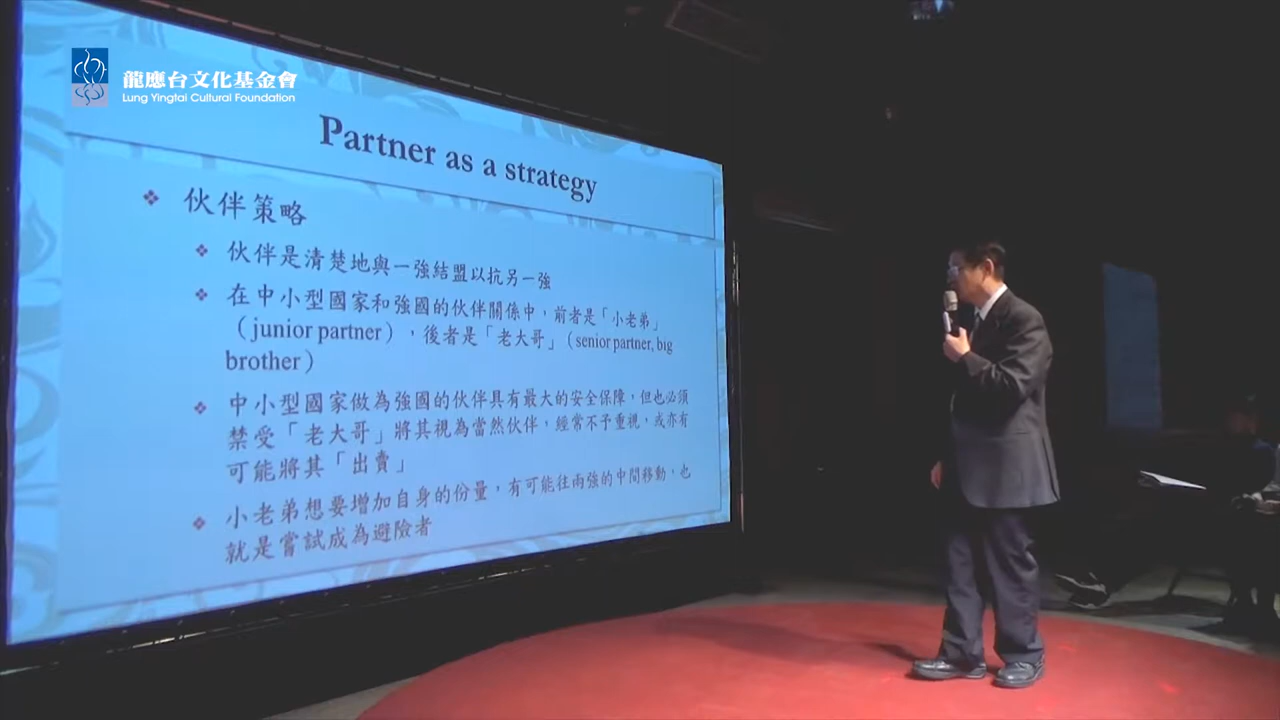 龍應台文化基金會
Lung Yingtai Cultural Foundation
Partner as a strategy
伙伴策略
伙伴是清楚地與一強結盟以抗另一強
在中小型國家和強國的伙伴關係中，前者是「小老弟」
（junior partner），後者是「老大哥」（senior partner, big
brother）
中小型國家做為強國的伙伴具有最大的安全保障，但也必須
禁受「老大哥」將其視為當然伙伴，經常不予重視，或亦有
可能將其「出賣」
小老弟想要增加自身的份量，有可能往兩強的中間移動，也
就是嘗試成為避險者